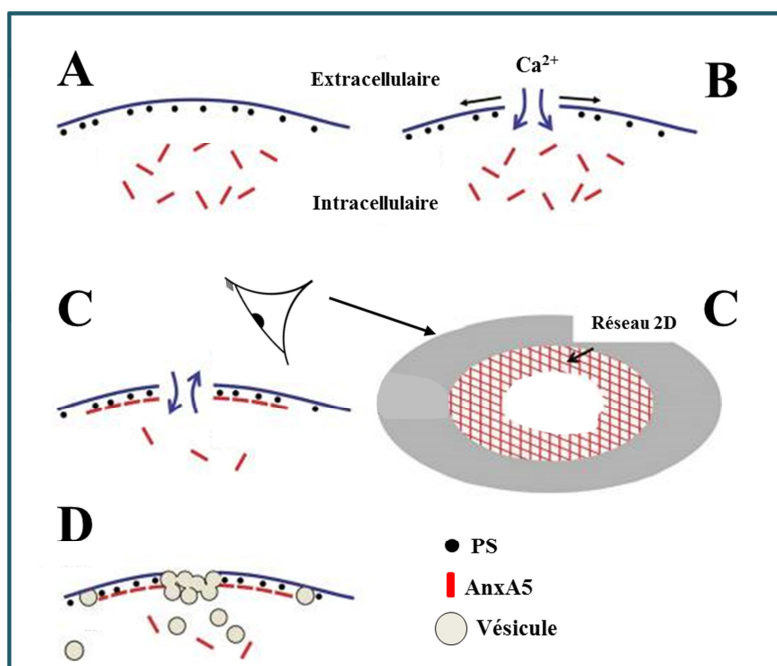 A
Extracellulaire
Ca²⁺
B
Intracellulaire
C
Réseau 2D
C
D
PS
AnxA5
Vésicule